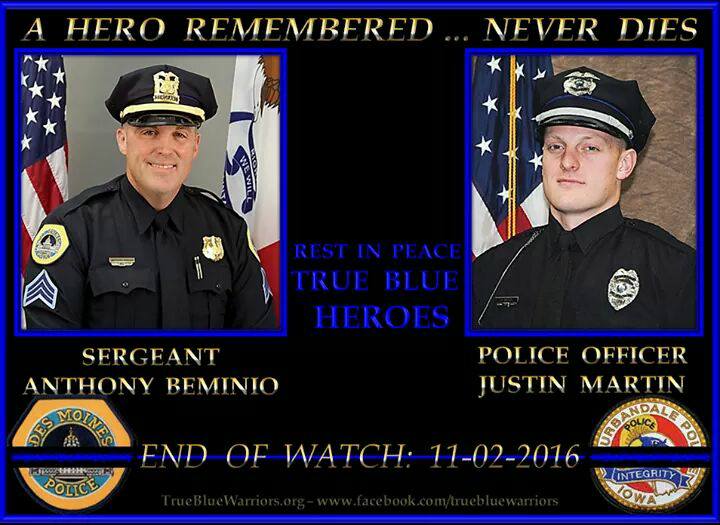 A HERO REMEMBERED ... NEVER DIES
REST IN PEACE
TRUE BLUE
HEROES
SERGEANT
ANTHONY BEMINIO
POLICE OFFICER
JUSTIN MARTIN
DES MOINES
POLICE
URBANDALE POL
POLICE
INTEGRITY
IOWA
END OF WATCH: 11-02-2016
TrueBlueWarriors.org - www.facebook.com/truebluewarriors